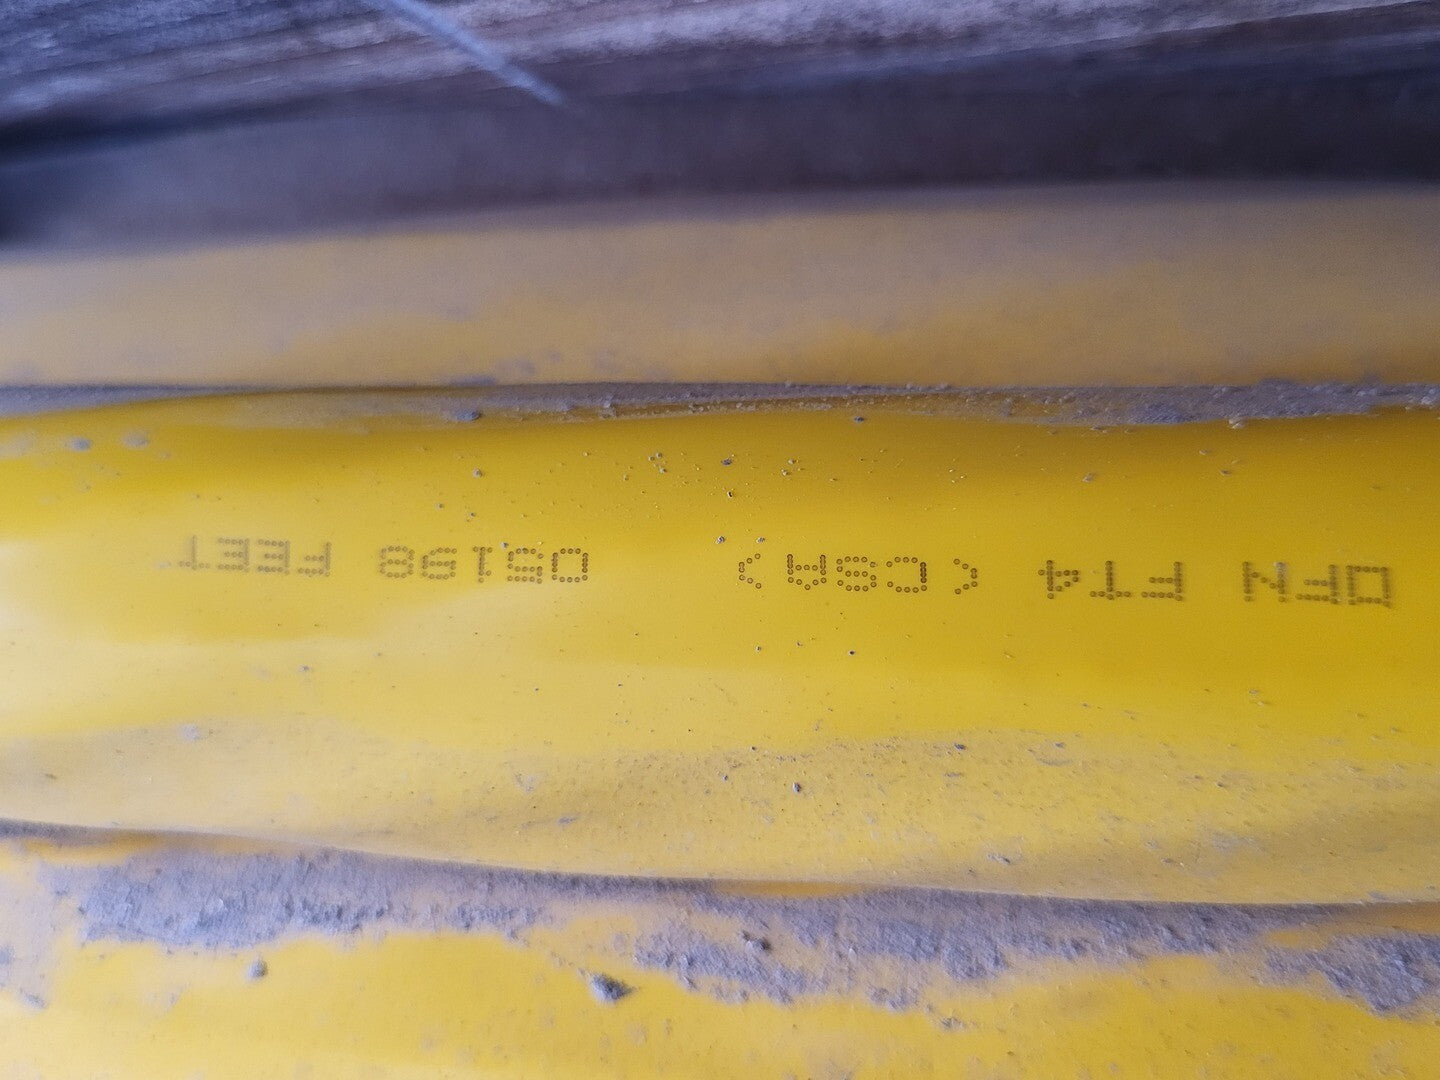 OFN FT4 <CSA> 05198 FEET